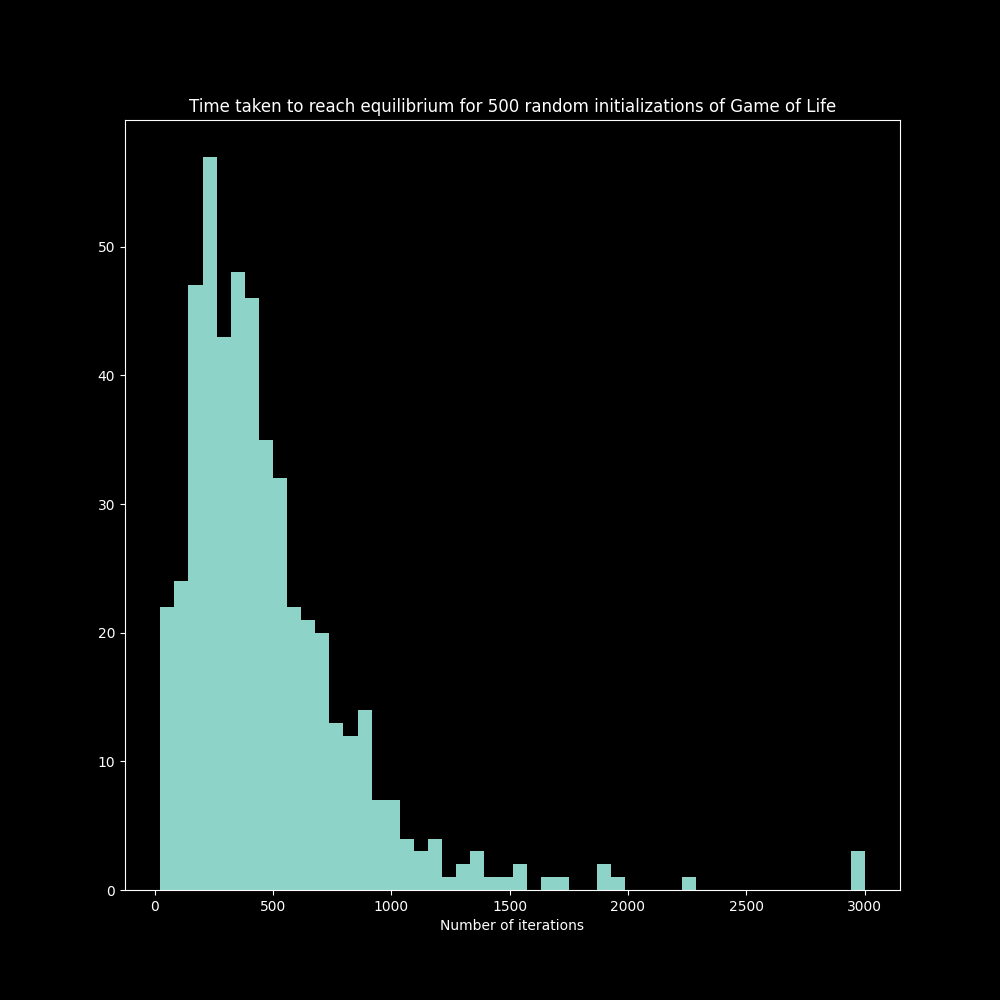 Time taken to reach equilibrium for 500 random initializations of Game of Life
50
40
30
20
10
0
0 500 1000 1500 2000 2500 3000
Number of iterations